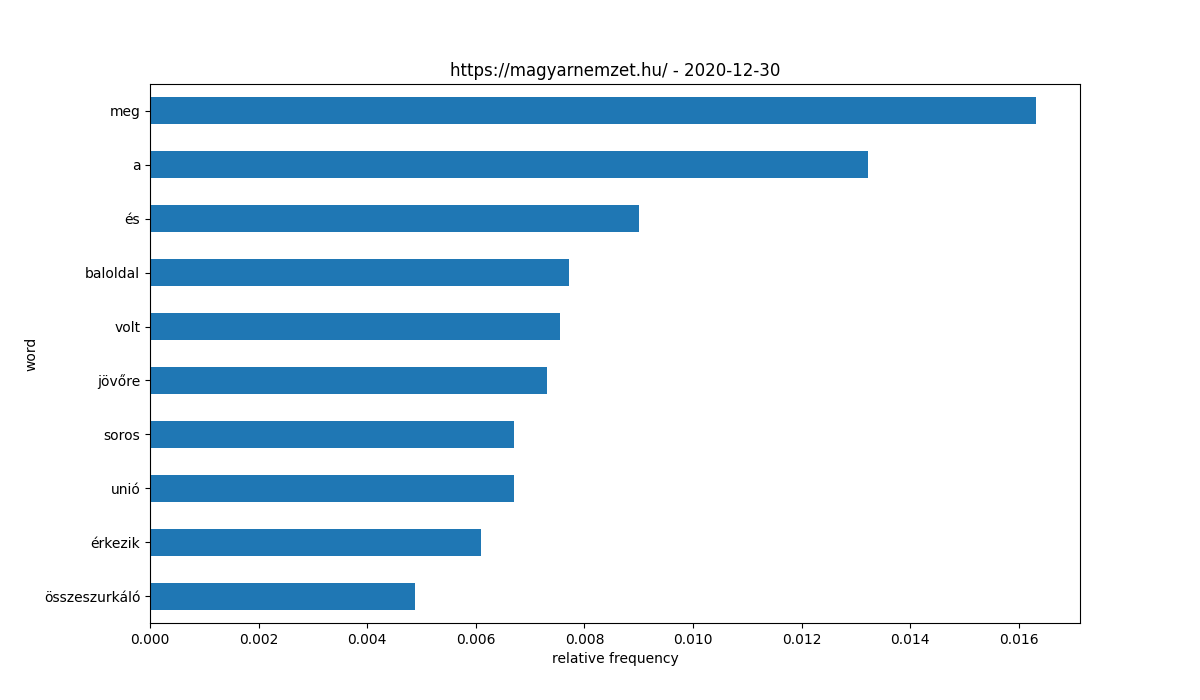 https://magyarnemzet.hu/ - 2020-12-30
meg
a
és
baloldal
volt
jövőre
soros
unió
érkezik
összeszurkáló
word
0.000 0.002 0.004 0.006 0.008 0.010 0.012 0.014 0.016
relative frequency